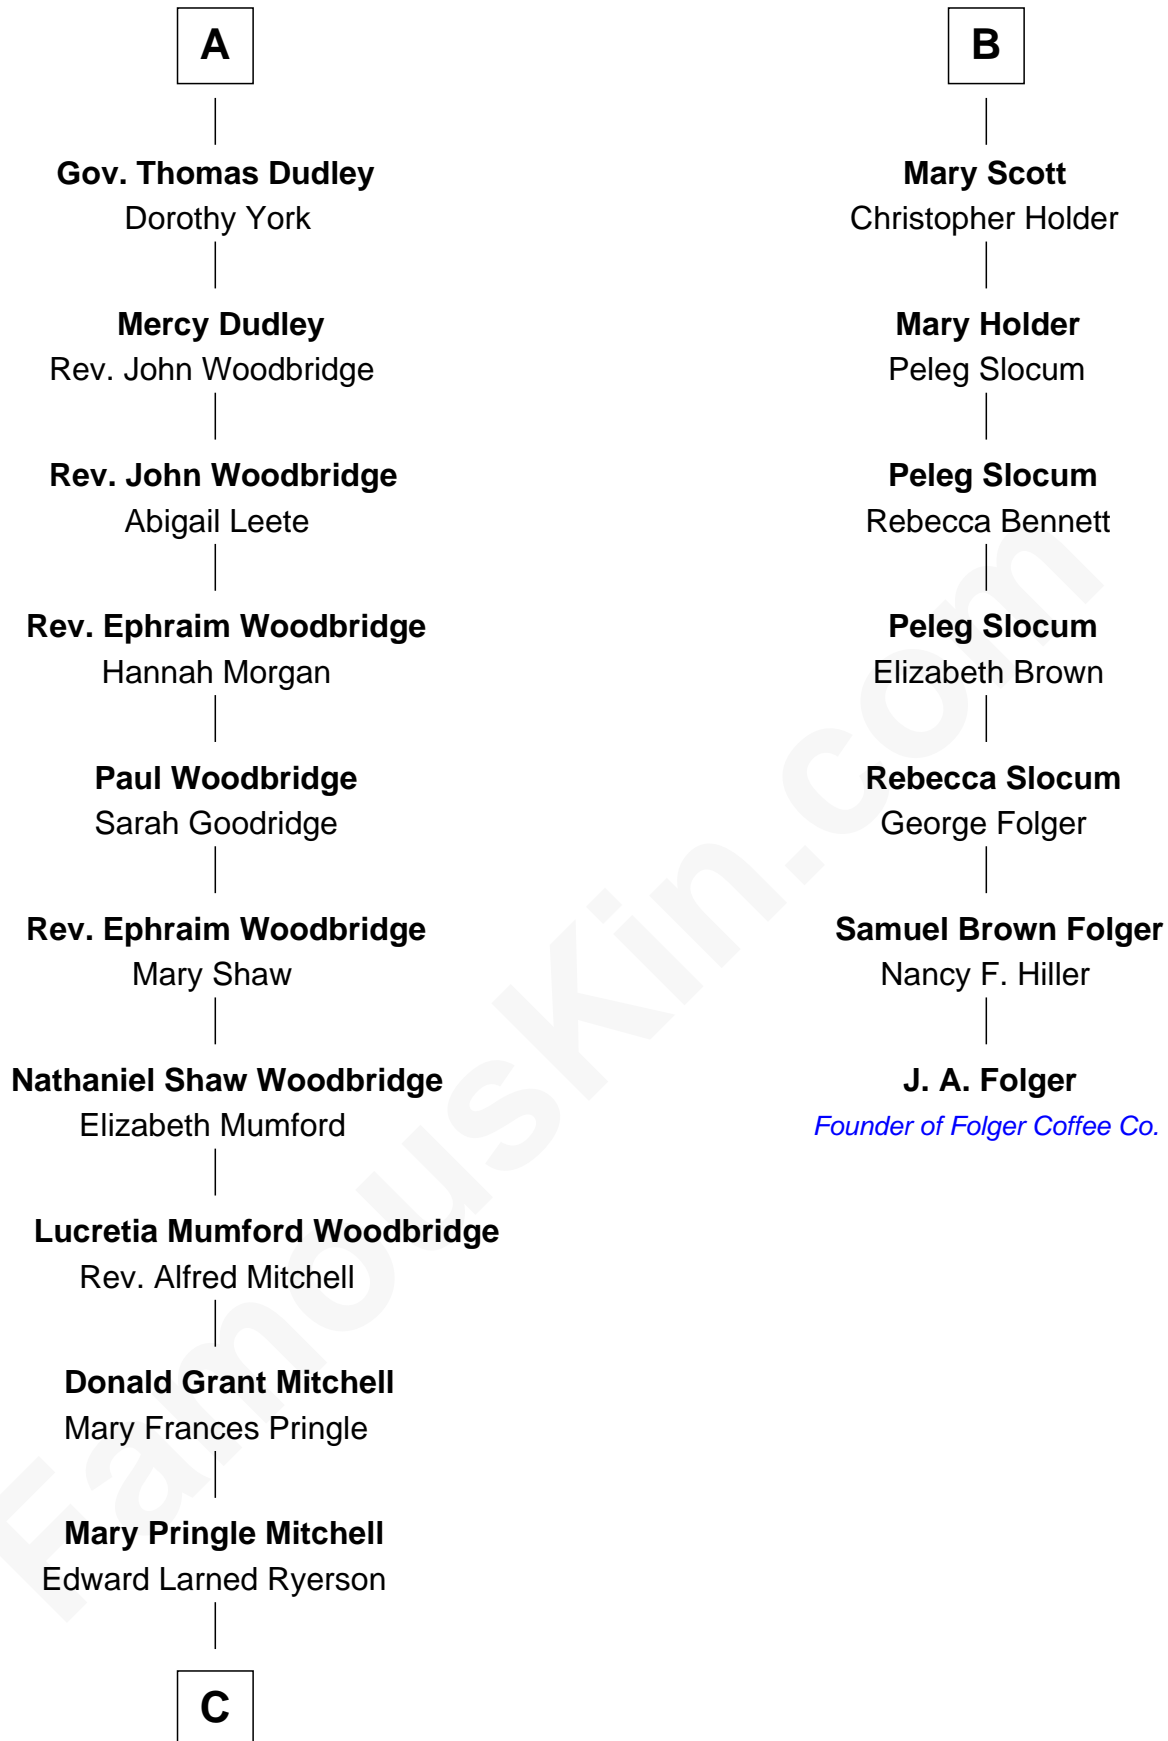 A
Gov. Thomas Dudley
Dorothy York
Mercy Dudley
Rev. John Woodbridge
Rev. John Woodbridge
Abigail Leete
Rev. Ephraim Woodbridge
Hannah Morgan
Paul Woodbridge
Sarah Goodridge
Rev. Ephraim Woodbridge
Mary Shaw
Nathaniel Shaw Woodbridge
Elizabeth Mumford
Lucretia Mumford Woodbridge
Rev. Alfred Mitchell
Donald Grant Mitchell
Mary Frances Pringle
Mary Pringle Mitchell
Edward Larned Ryerson
C
B
Mary Scott
Christopher Holder
Mary Holder
Peleg Slocum
Peleg Slocum
Rebecca Bennett
Peleg Slocum
Elizabeth Brown
Rebecca Slocum
George Folger
Samuel Brown Folger
Nancy F. Hiller
J. A. Folger
Founder of Folger Coffee Co.
FamousKin.com